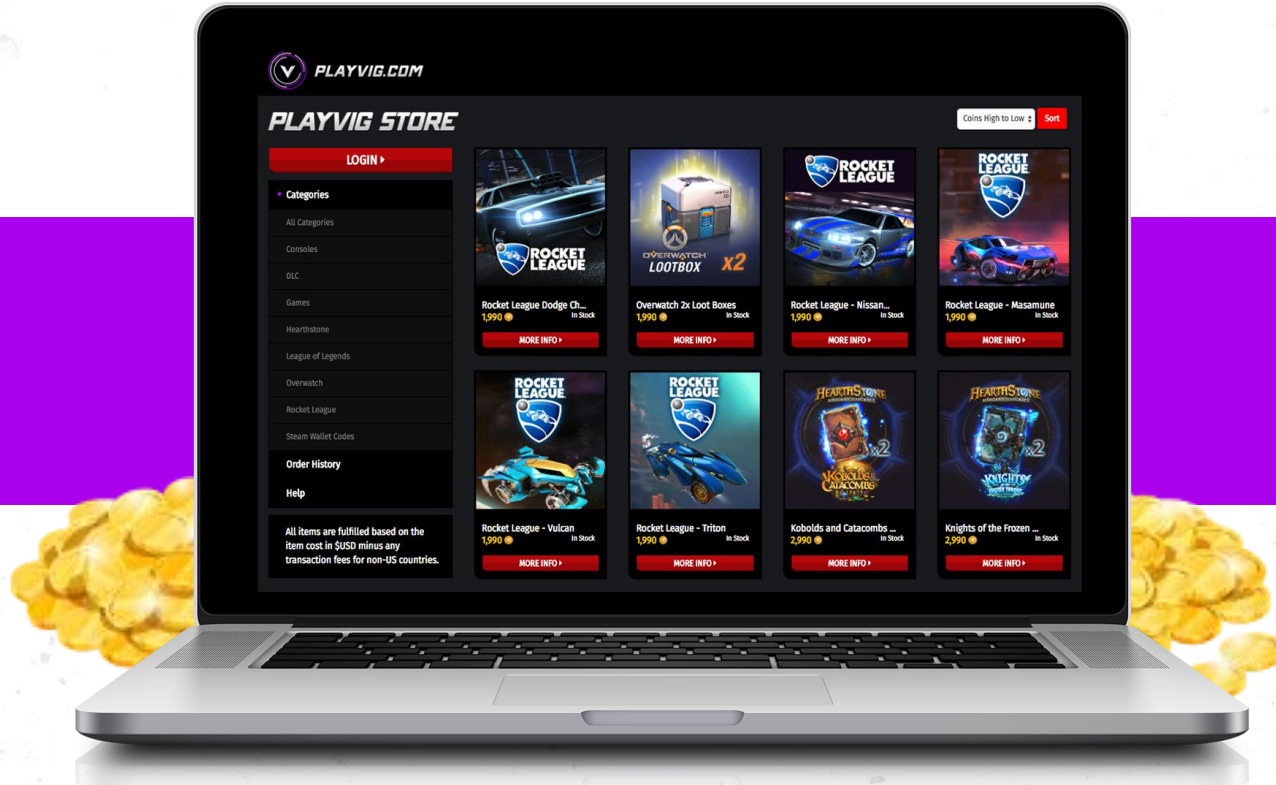 PLAYVIG.COM
PLAYVIG STORE
Coins High to Low
Sort
LOGIN
Categories
All Categories
Consoles
DLC
Games
Hearthstone
League of Legends
Overwatch
Rocket League
Steam Wallet Codes
Order History
Help
All items are fulfilled based on the
item cost in $USD minus any
transaction fees for non-US countries.
ROCKET
LEAGUE
Rocket League Dodge Ch...
1,990
In Stock
MORE INFO
OVERWATCH
LOOTBOX x2
Overwatch 2x Loot Boxes
1,990
In Stock
MORE INFO
ROCKET
LEAGUE
Rocket League - Nissan...
1,990
In Stock
MORE INFO
ROCKET
LEAGUE
Rocket League - Masamune
1,990
In Stock
MORE INFO
ROCKET
LEAGUE
Rocket League - Vulcan
1,990
In Stock
MORE INFO
ROCKET
LEAGUE
Rocket League - Triton
1,990
In Stock
MORE INFO
HEARTHSTONE
x2
KOBOLDS
CATACOMBS
Kobolds and Catacombs ...
2,990
In Stock
MORE INFO
HEARTHSTONE
x2
KNIGHTS
OF THE
FROZEN THRONE
Knights of the Frozen ...
2,990
In Stock
MORE INFO